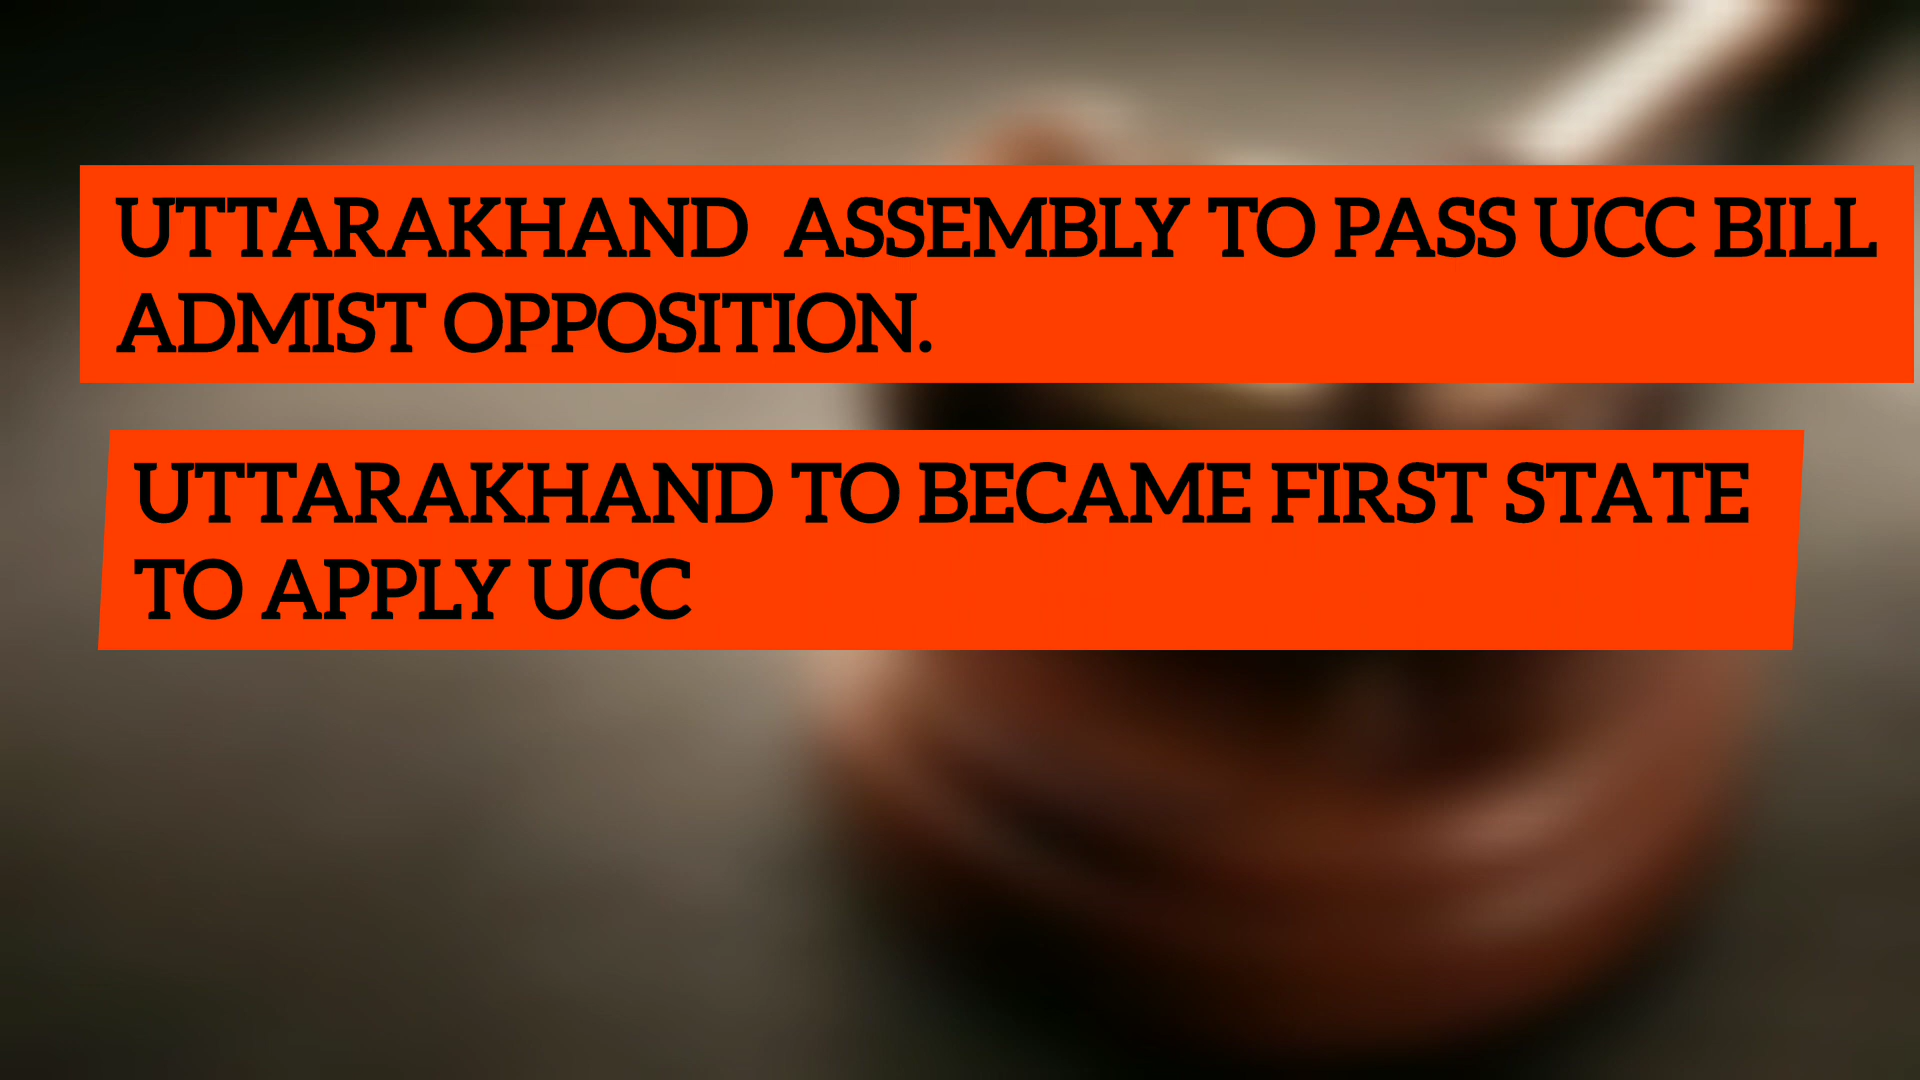 UTTARAKHAND  ASSEMBLY TO PASS UCC BILL
ADMIST OPPOSITION.
UTTARAKHAND TO BECAME FIRST STATE
TO APPLY UCC